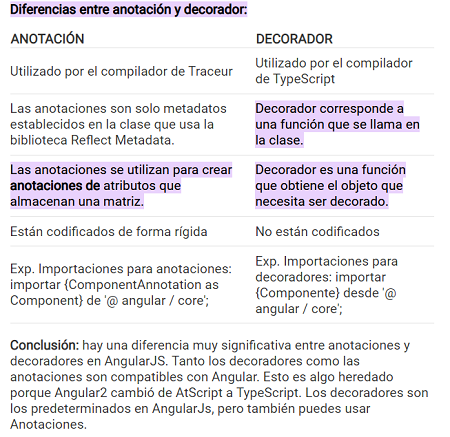 Diferencias entre anotación y decorador:
ANOTACIÓN
DECORADOR
Utilizado por el compilador de Traceur
Utilizado por el compilador
de TypeScript
Las anotaciones son solo metadatos
establecidos en la clase que usa la
biblioteca Reflect Metadata.
Decorador corresponde a
una función que se llama en
la clase.
Las anotaciones se utilizan para crear
anotaciones de atributos que
almacenan una matriz.
Decorador es una función
que obtiene el objeto que
necesita ser decorado.
Están codificados de forma rígida
No están codificados
Exp. Importaciones para anotaciones:
importar {ComponentAnnotation as
Component} de '@ angular / core';
Exp. Importaciones para
decoradores: importar
{Componente} desde '@
angular / core';
Conclusión: hay una diferencia muy significativa entre anotaciones y
decoradores en AngularJS. Tanto los decoradores como las
anotaciones son compatibles con Angular. Esto es algo heredado
porque Angular2 cambió de AtScript a TypeScript. Los decoradores son
los predeterminados en AngularJs, pero también puedes usar
Anotaciones.